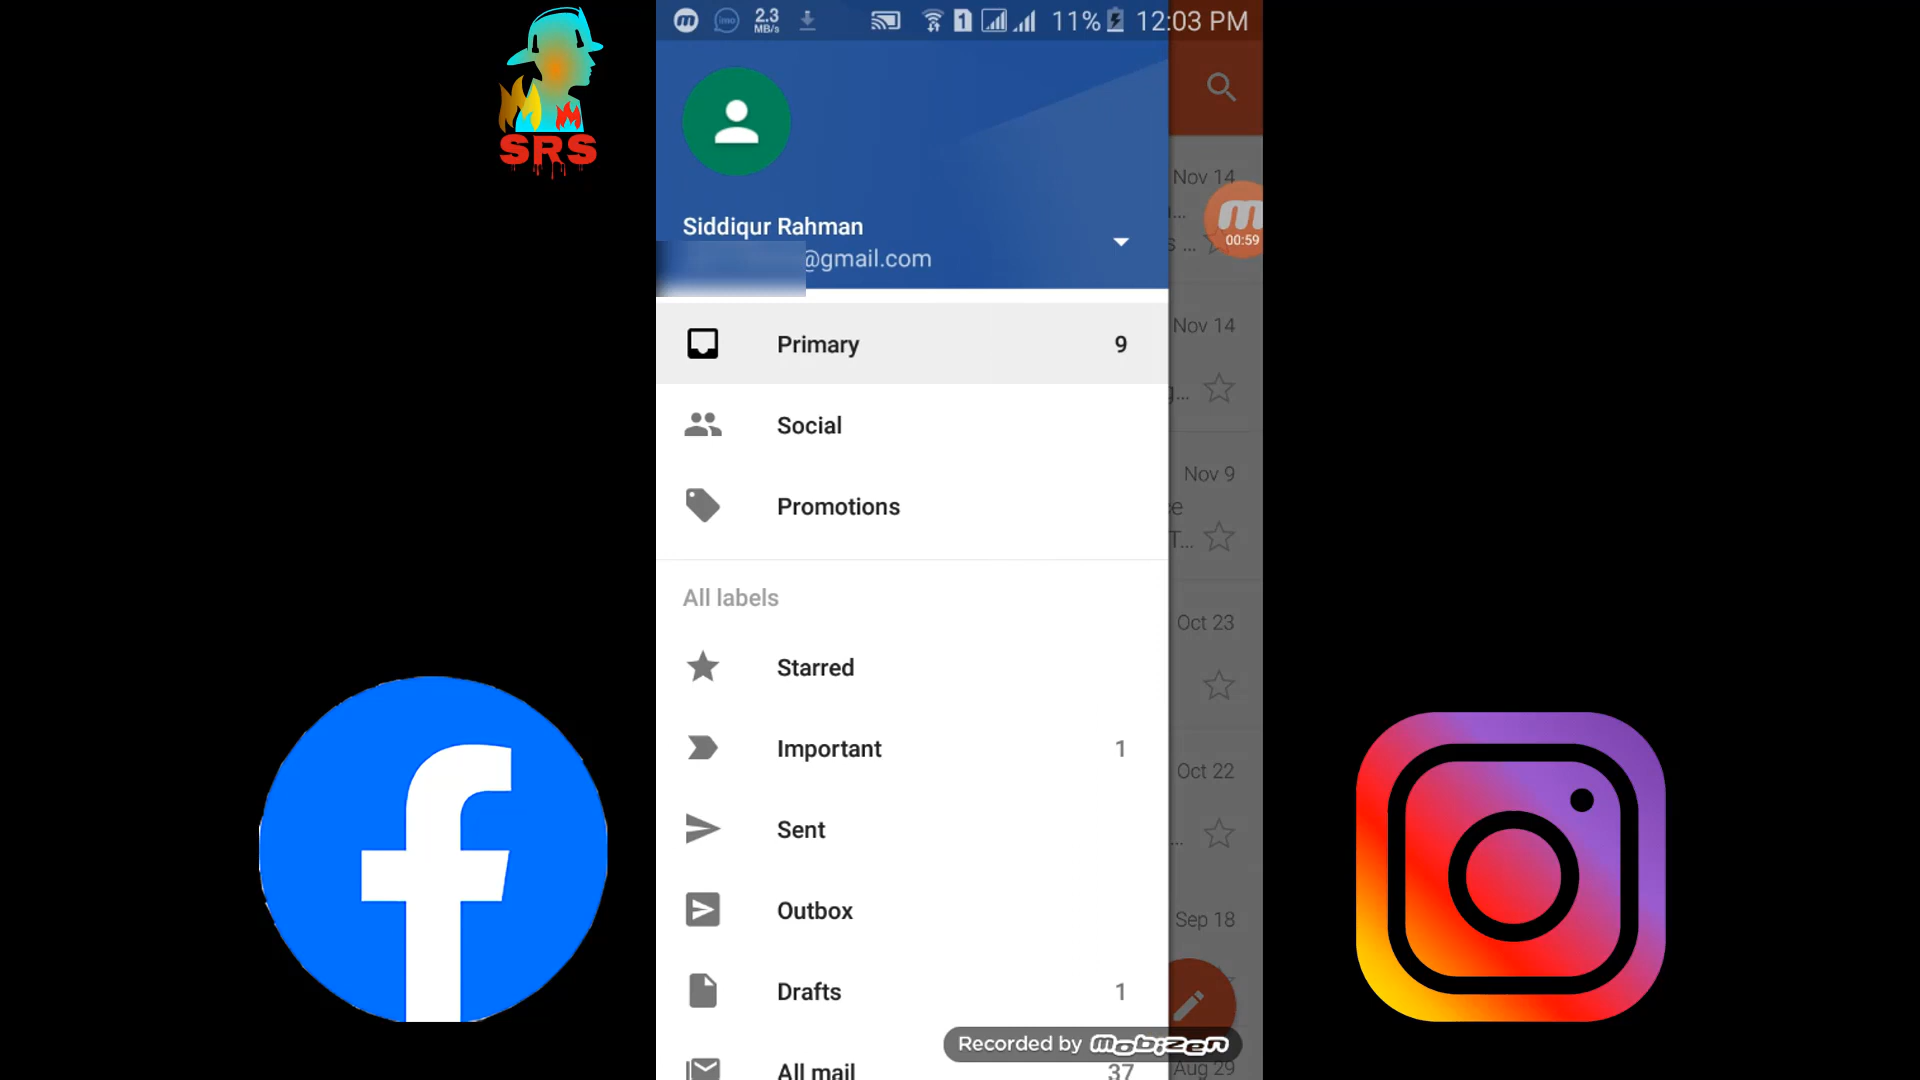 2.3
MB/s
1
11%
12:03 PM
SRS
Siddiqur Rahman
@gmail.com
Nov 14
00:59
Primary
9
Nov 14
Social
Nov 9
Promotions
All labels
Oct 23
Starred
Important
1
Oct 22
Sent
Outbox
Sep 18
Drafts
1
Recorded by Mobizen
All mail
37
Aug 29